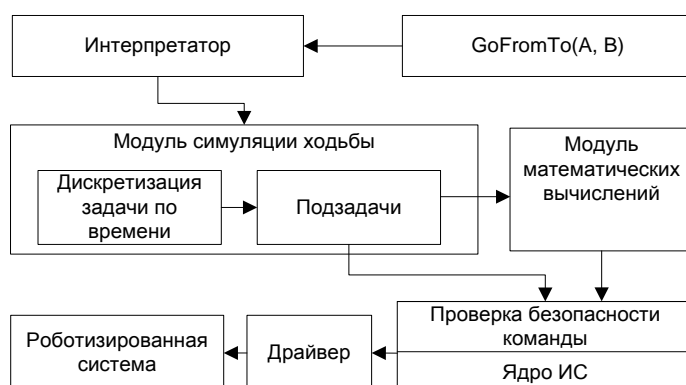 Интерпретатор
GoFromTo(A, B)
Модуль симуляции ходьбы
Дискретизация
задачи по
времени
Подзадачи
Модуль
математических
вычислений
Проверка безопасности
команды
Ядро ИС
Драйвер
Роботизированная
система